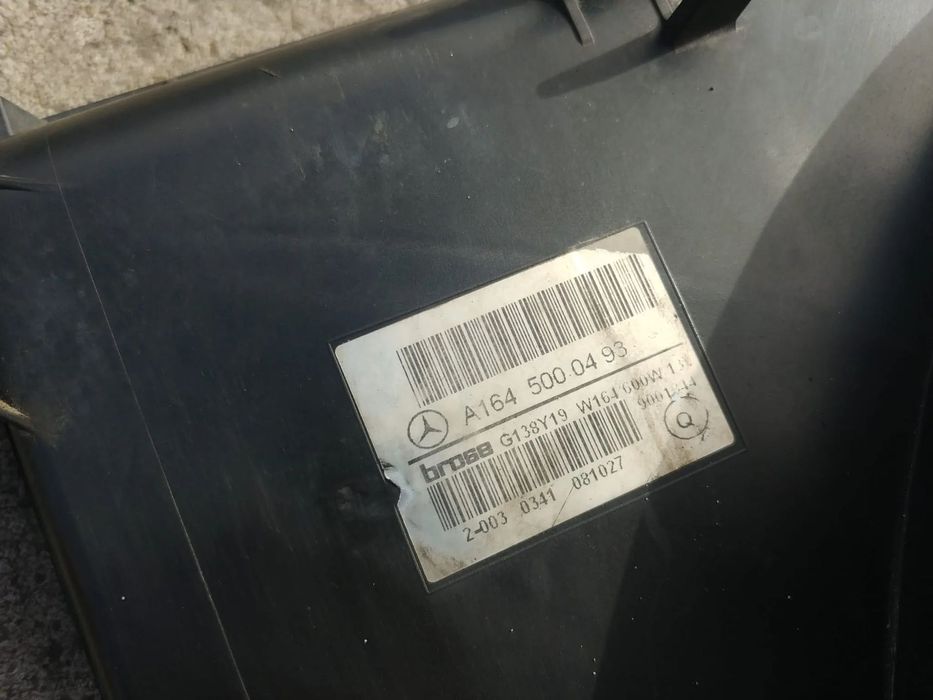 A164 500 04 93
brose G138Y19 W164 600W
Q
2-003 0341 081027